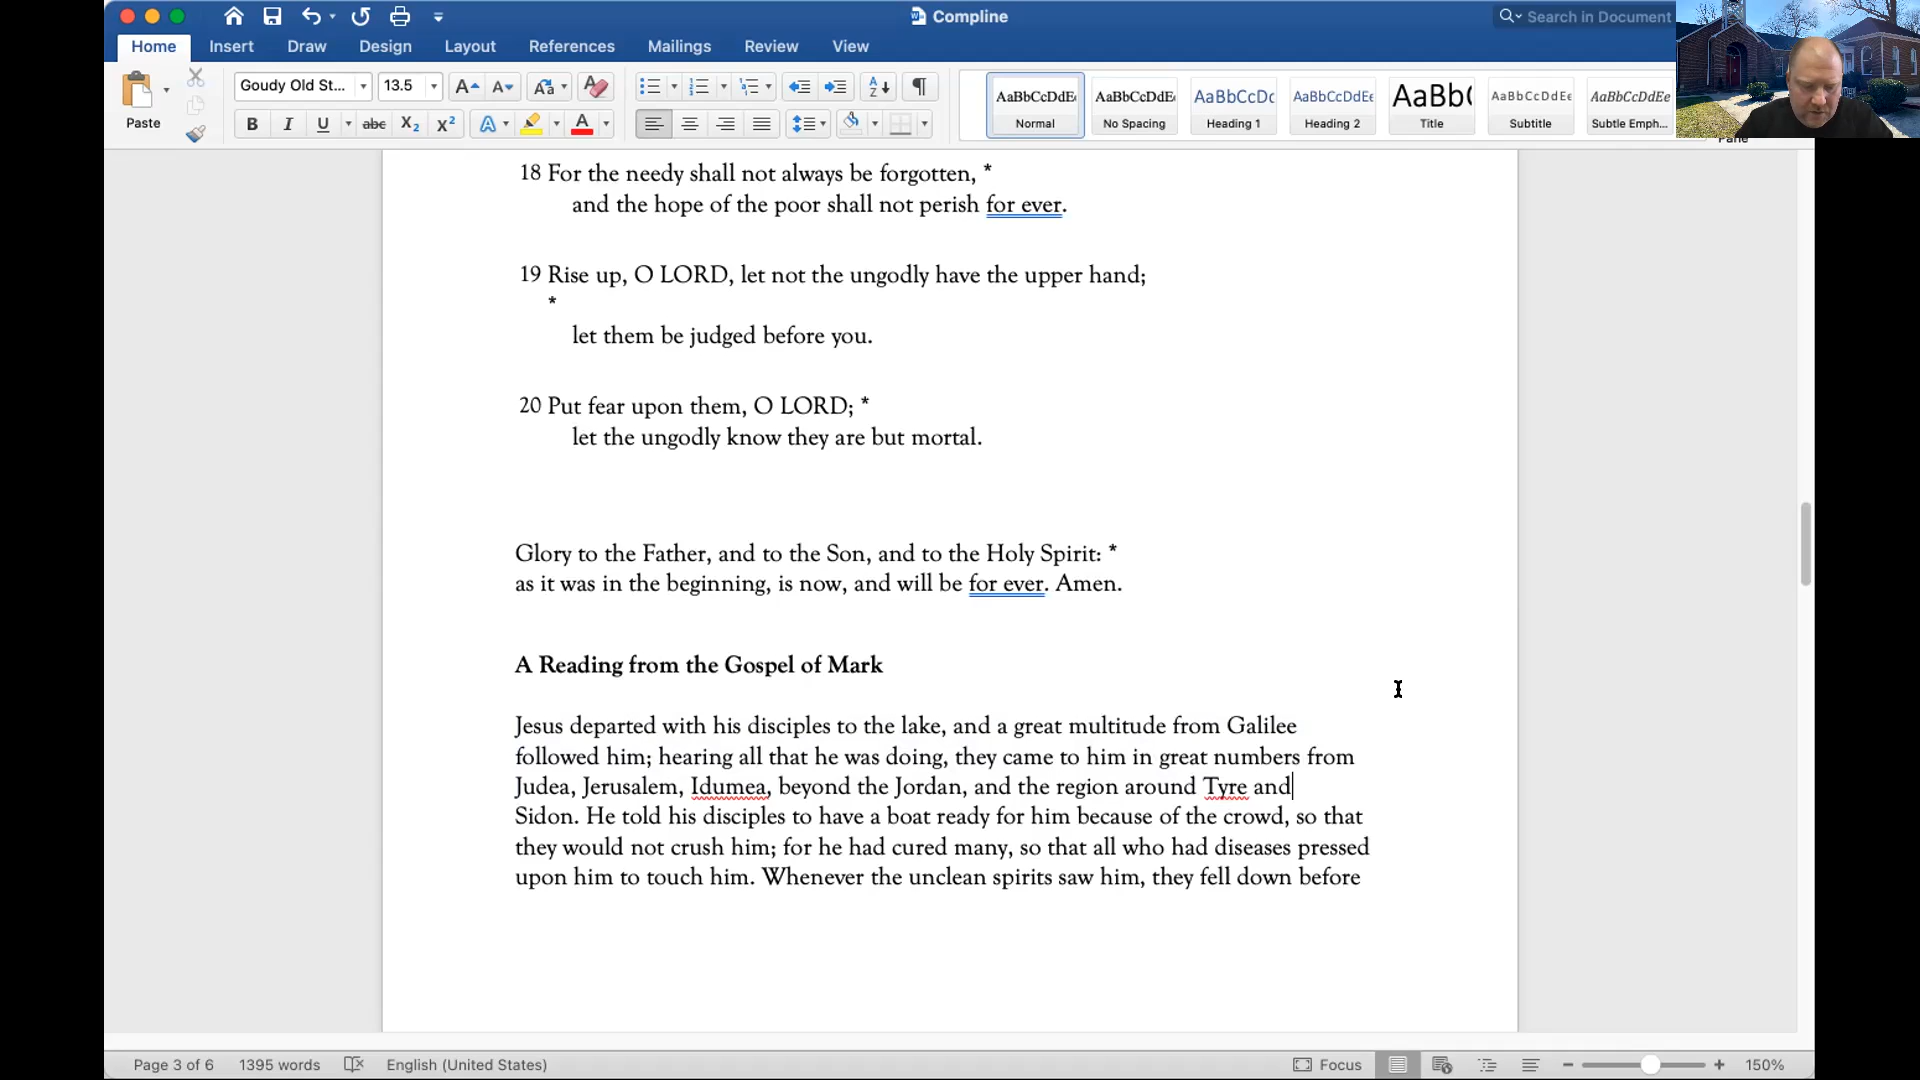 Compline
Search in Document
Home Insert Draw Design Layout References Mailings Review View
Paste
Goudy Old St... 13.5
AaBbCcDdEe AaBbCcDdEe AaBbCcDc AaBbCcDdEe AaBb( AaBbCcDdEe AaBbCcDdEe
Normal No Spacing Heading 1 Heading 2 Title Subtitle Subtle Emph...
Pane
18 For the needy shall not always be forgotten, *
and the hope of the poor shall not perish for ever.
19 Rise up, O LORD, let not the ungodly have the upper hand;
*
let them be judged before you.
20 Put fear upon them, O LORD; *
let the ungodly know they are but mortal.
Glory to the Father, and to the Son, and to the Holy Spirit: *
as it was in the beginning, is now, and will be for ever. Amen.
A Reading from the Gospel of Mark
Jesus departed with his disciples to the lake, and a great multitude from Galilee
followed him; hearing all that he was doing, they came to him in great numbers from
Judea, Jerusalem, Idumea, beyond the Jordan, and the region around Tyre and
Sidon. He told his disciples to have a boat ready for him because of the crowd, so that
they would not crush him; for he had cured many, so that all who had diseases pressed
upon him to touch him. Whenever the unclean spirits saw him, they fell down before
Page 3 of 6 1395 words English (United States) Focus 150%